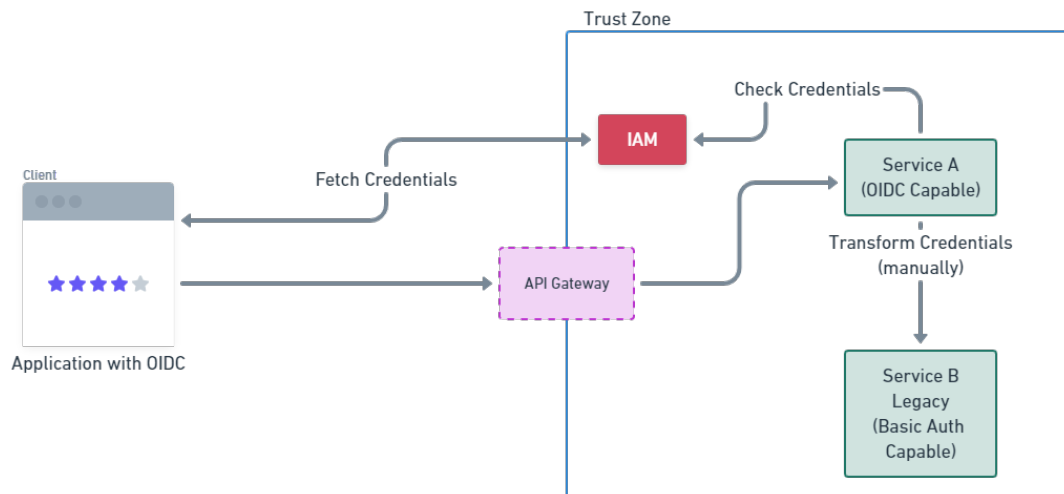 Trust Zone
Check Credentials
IAM
Client
Fetch Credentials
Service A
(OIDC Capable)
Transform Credentials
(manually)
API Gateway
Application with OIDC
Service B
Legacy
(Basic Auth
Capable)